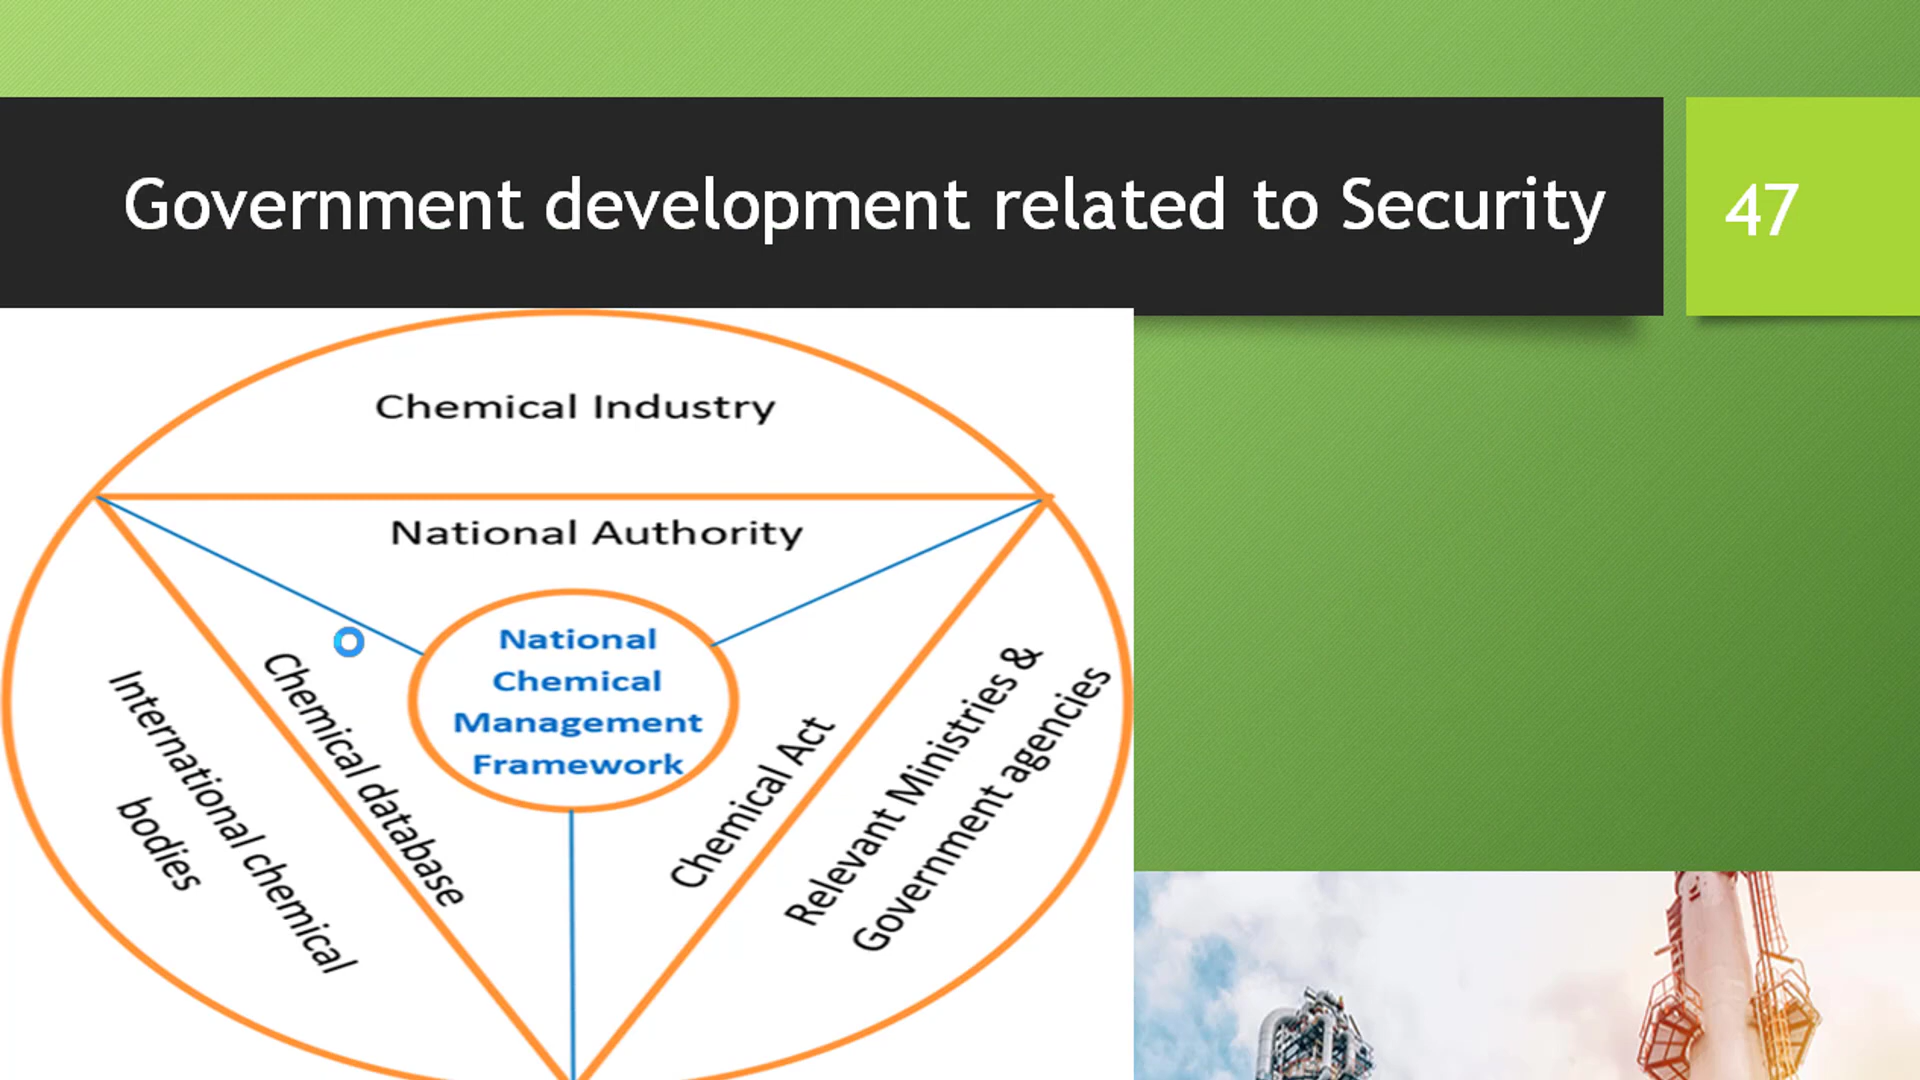 Government development related to Security
47
Chemical Industry
National Authority
National
Chemical
Management
Framework
Chemical database
Chemical Act
International chemical
bodies
Relevant Ministries &
Government agencies